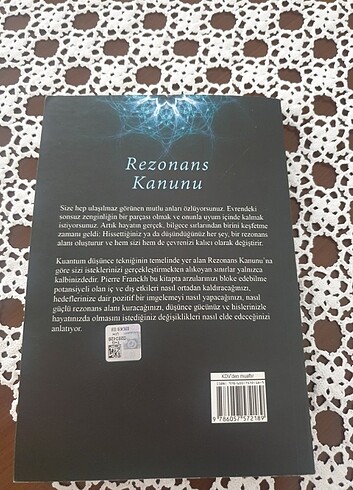 Rezonans
Kanunu
Size hep ulaşılmaz görünen mutlu anları özlüyorsunuz. Evrendeki
sonsuz zenginliğin bir parçası olmak ve onunla uyum içinde kalmak
istiyorsunuz. Artık hayatın gerçek, bilgece sırlarından birini keşfetme
zamanı geldi: Hissettiğiniz ya da düşündüğünüz her şey, bir rezonans
alanı oluşturur ve hem sizi hem de çevrenizi kalıcı olarak değiştirir.
Kuantum düşünce tekniğinin temelinde yer alan Rezonans Kanunu'na
göre sizi isteklerinizi gerçekleştirmekten alıkoyan sınırlar yalnızca
kalbinizdedir. Pierre Franckh bu kitapta arzularınızı bloke edebilme
potansiyeli olan iç ve dış etkileri nasıl ortadan kaldıracağınızı,
hedeflerinize dair pozitif bir imgelemeyi nasıl yapacağınızı, nasıl
güçlü rezonans alanı kuracağınızı, düşünce gücünüz ve hislerinizle
hayatınızda olmasını istediğiniz değişiklikleri nasıl elde edeceğinizi
anlatıyor.
KDV'den muaftır
9 786057 572189